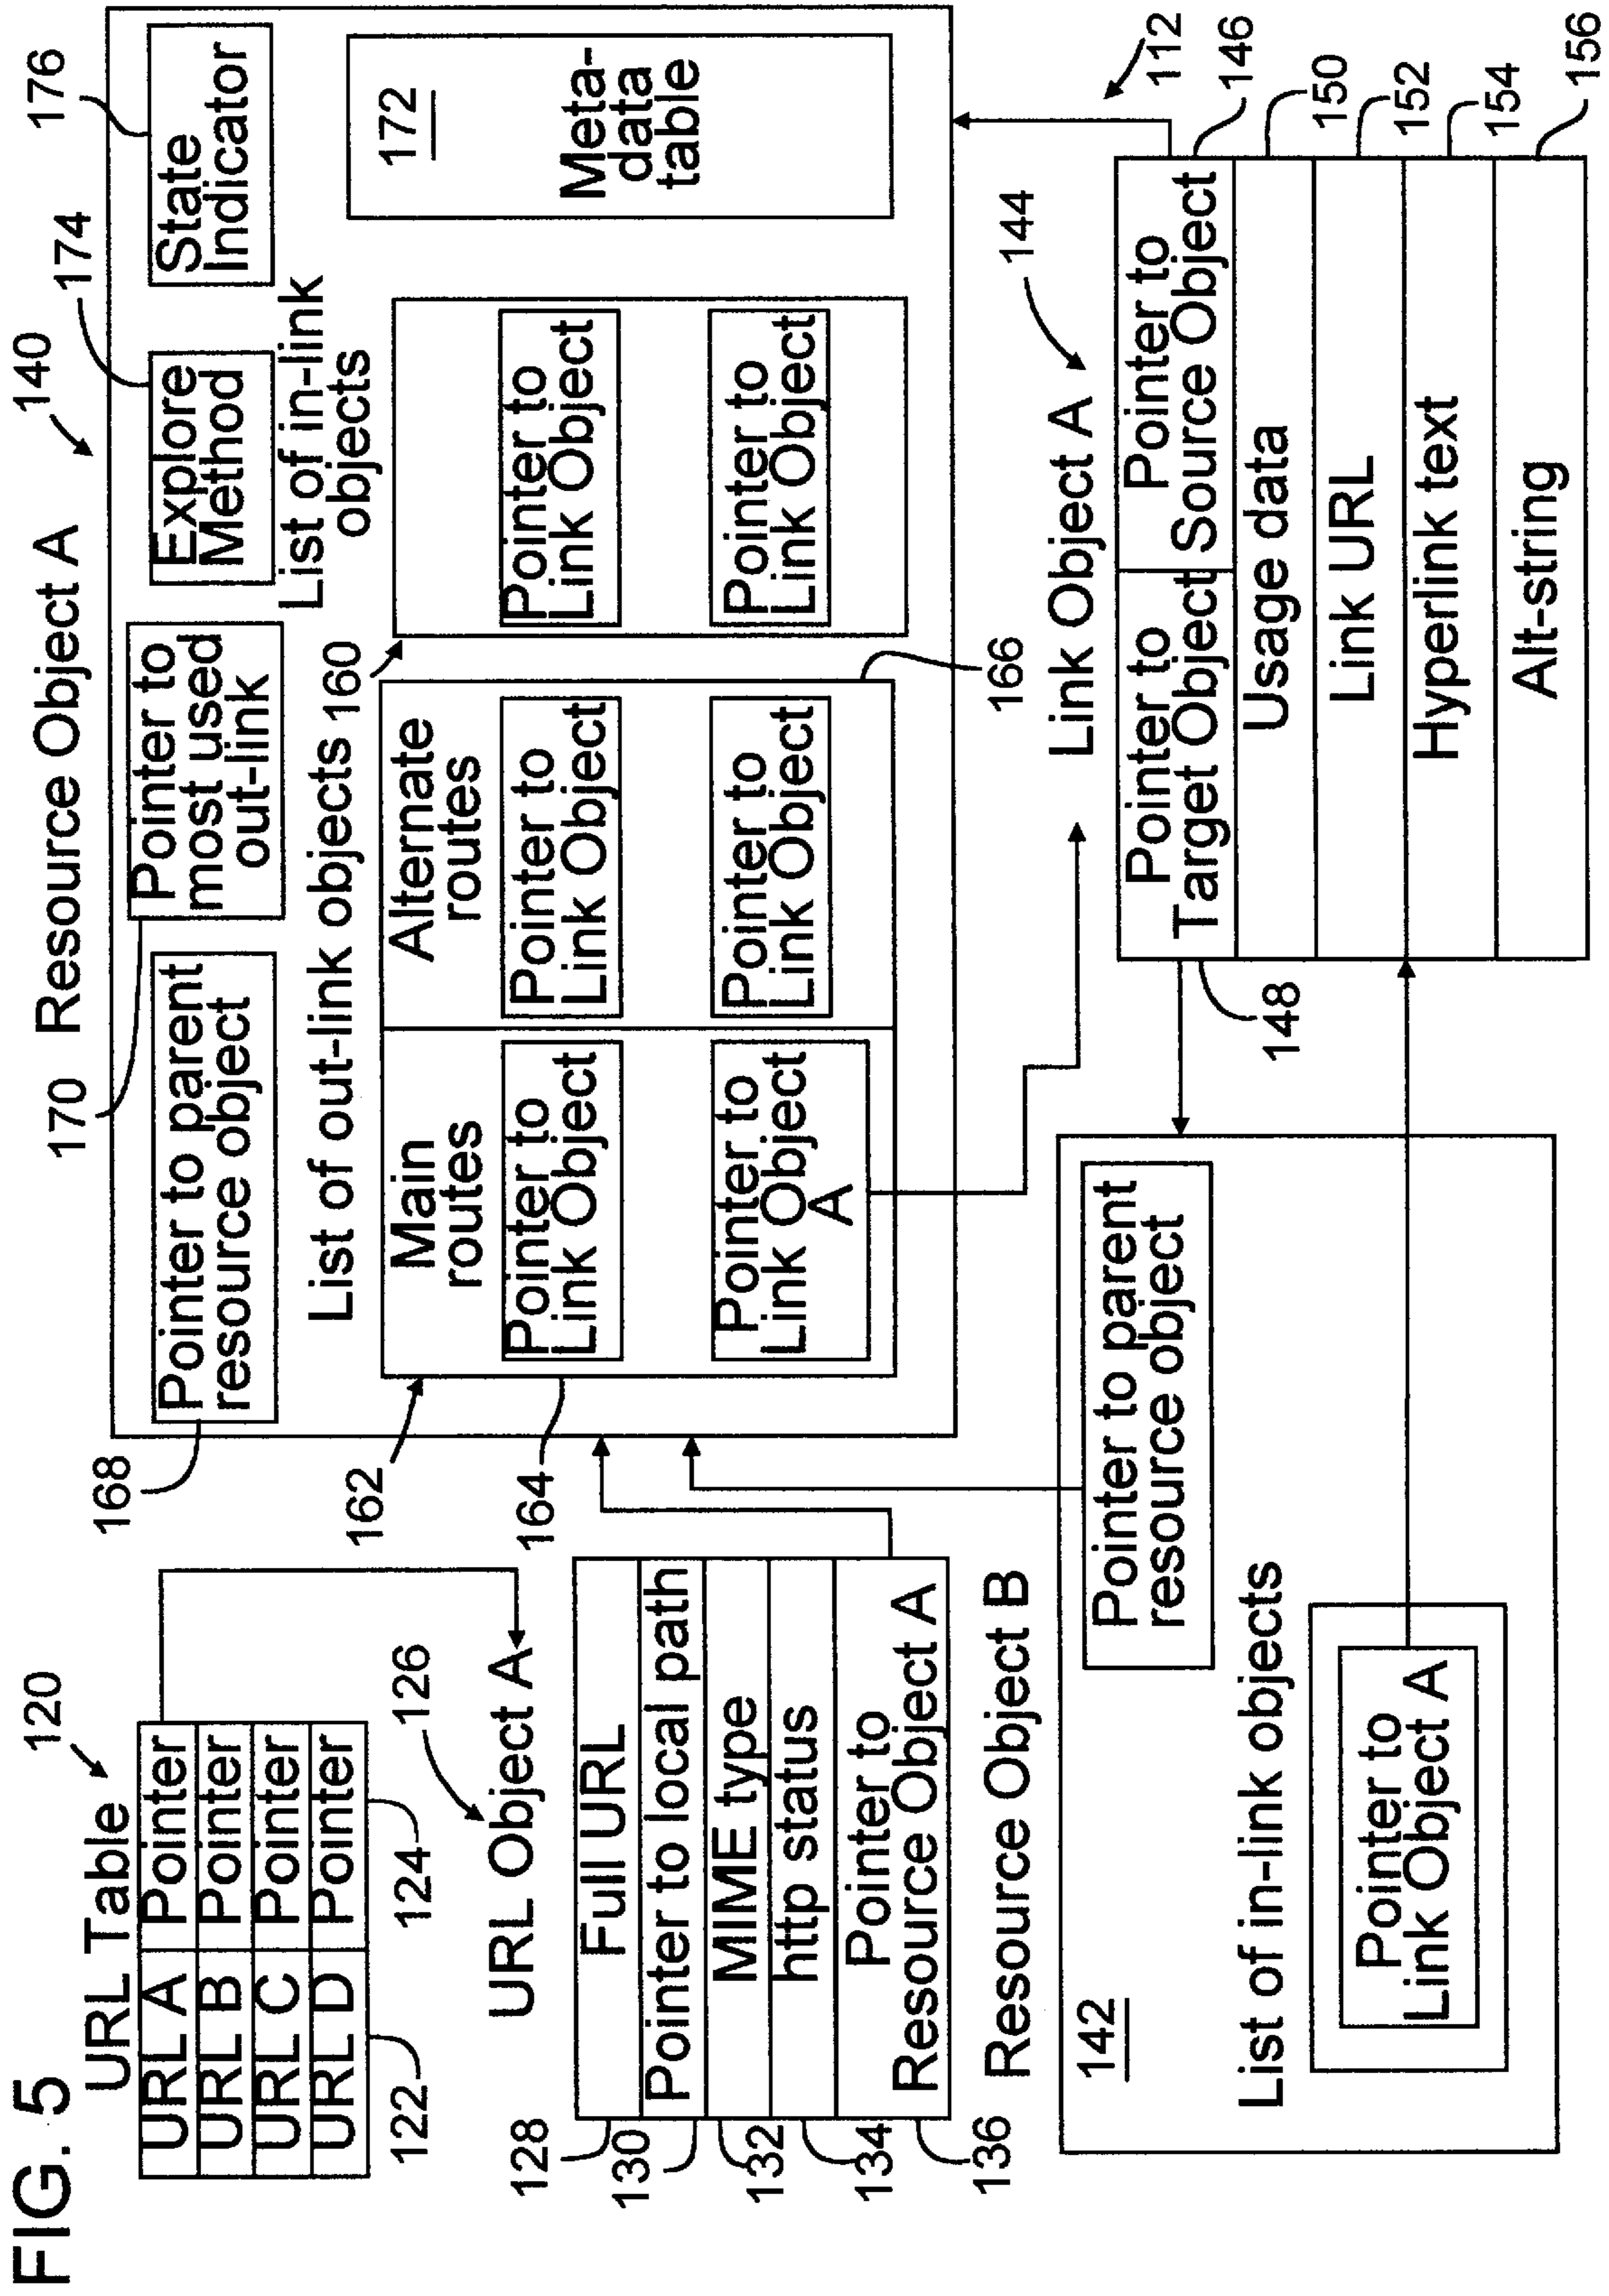 FIG. 5
URL Table
120
URL A Pointer
URL B Pointer
URL C Pointer
URL D Pointer
122
124
URL Object A
126
Full URL
Pointer to local path
MIME type
http status
Pointer to
Resource Object A
128
130
132
134
136
Resource Object A
140
168
Pointer to parent
resource object
170
Pointer to
most used
out-link
Explore
Method
174
State
Indicator
176
List of out-link objects
160
List of in-link
objects
162
164
Main
routes
Pointer to
Link Object
Pointer to
Link Object
A
Alternate
routes
Pointer to
Link Object
Pointer to
Link Object
166
Pointer to
Link Object
Pointer to
Link Object
172
Meta-
data
table
Resource Object B
142
Pointer to parent
resource object
List of in-link objects
Pointer to
Link Object A
Link Object A
144
112
Pointer to
Target Object
Pointer to
Source Object
Usage data
Link URL
Hyperlink text
Alt-string
148
146
150
152
154
156